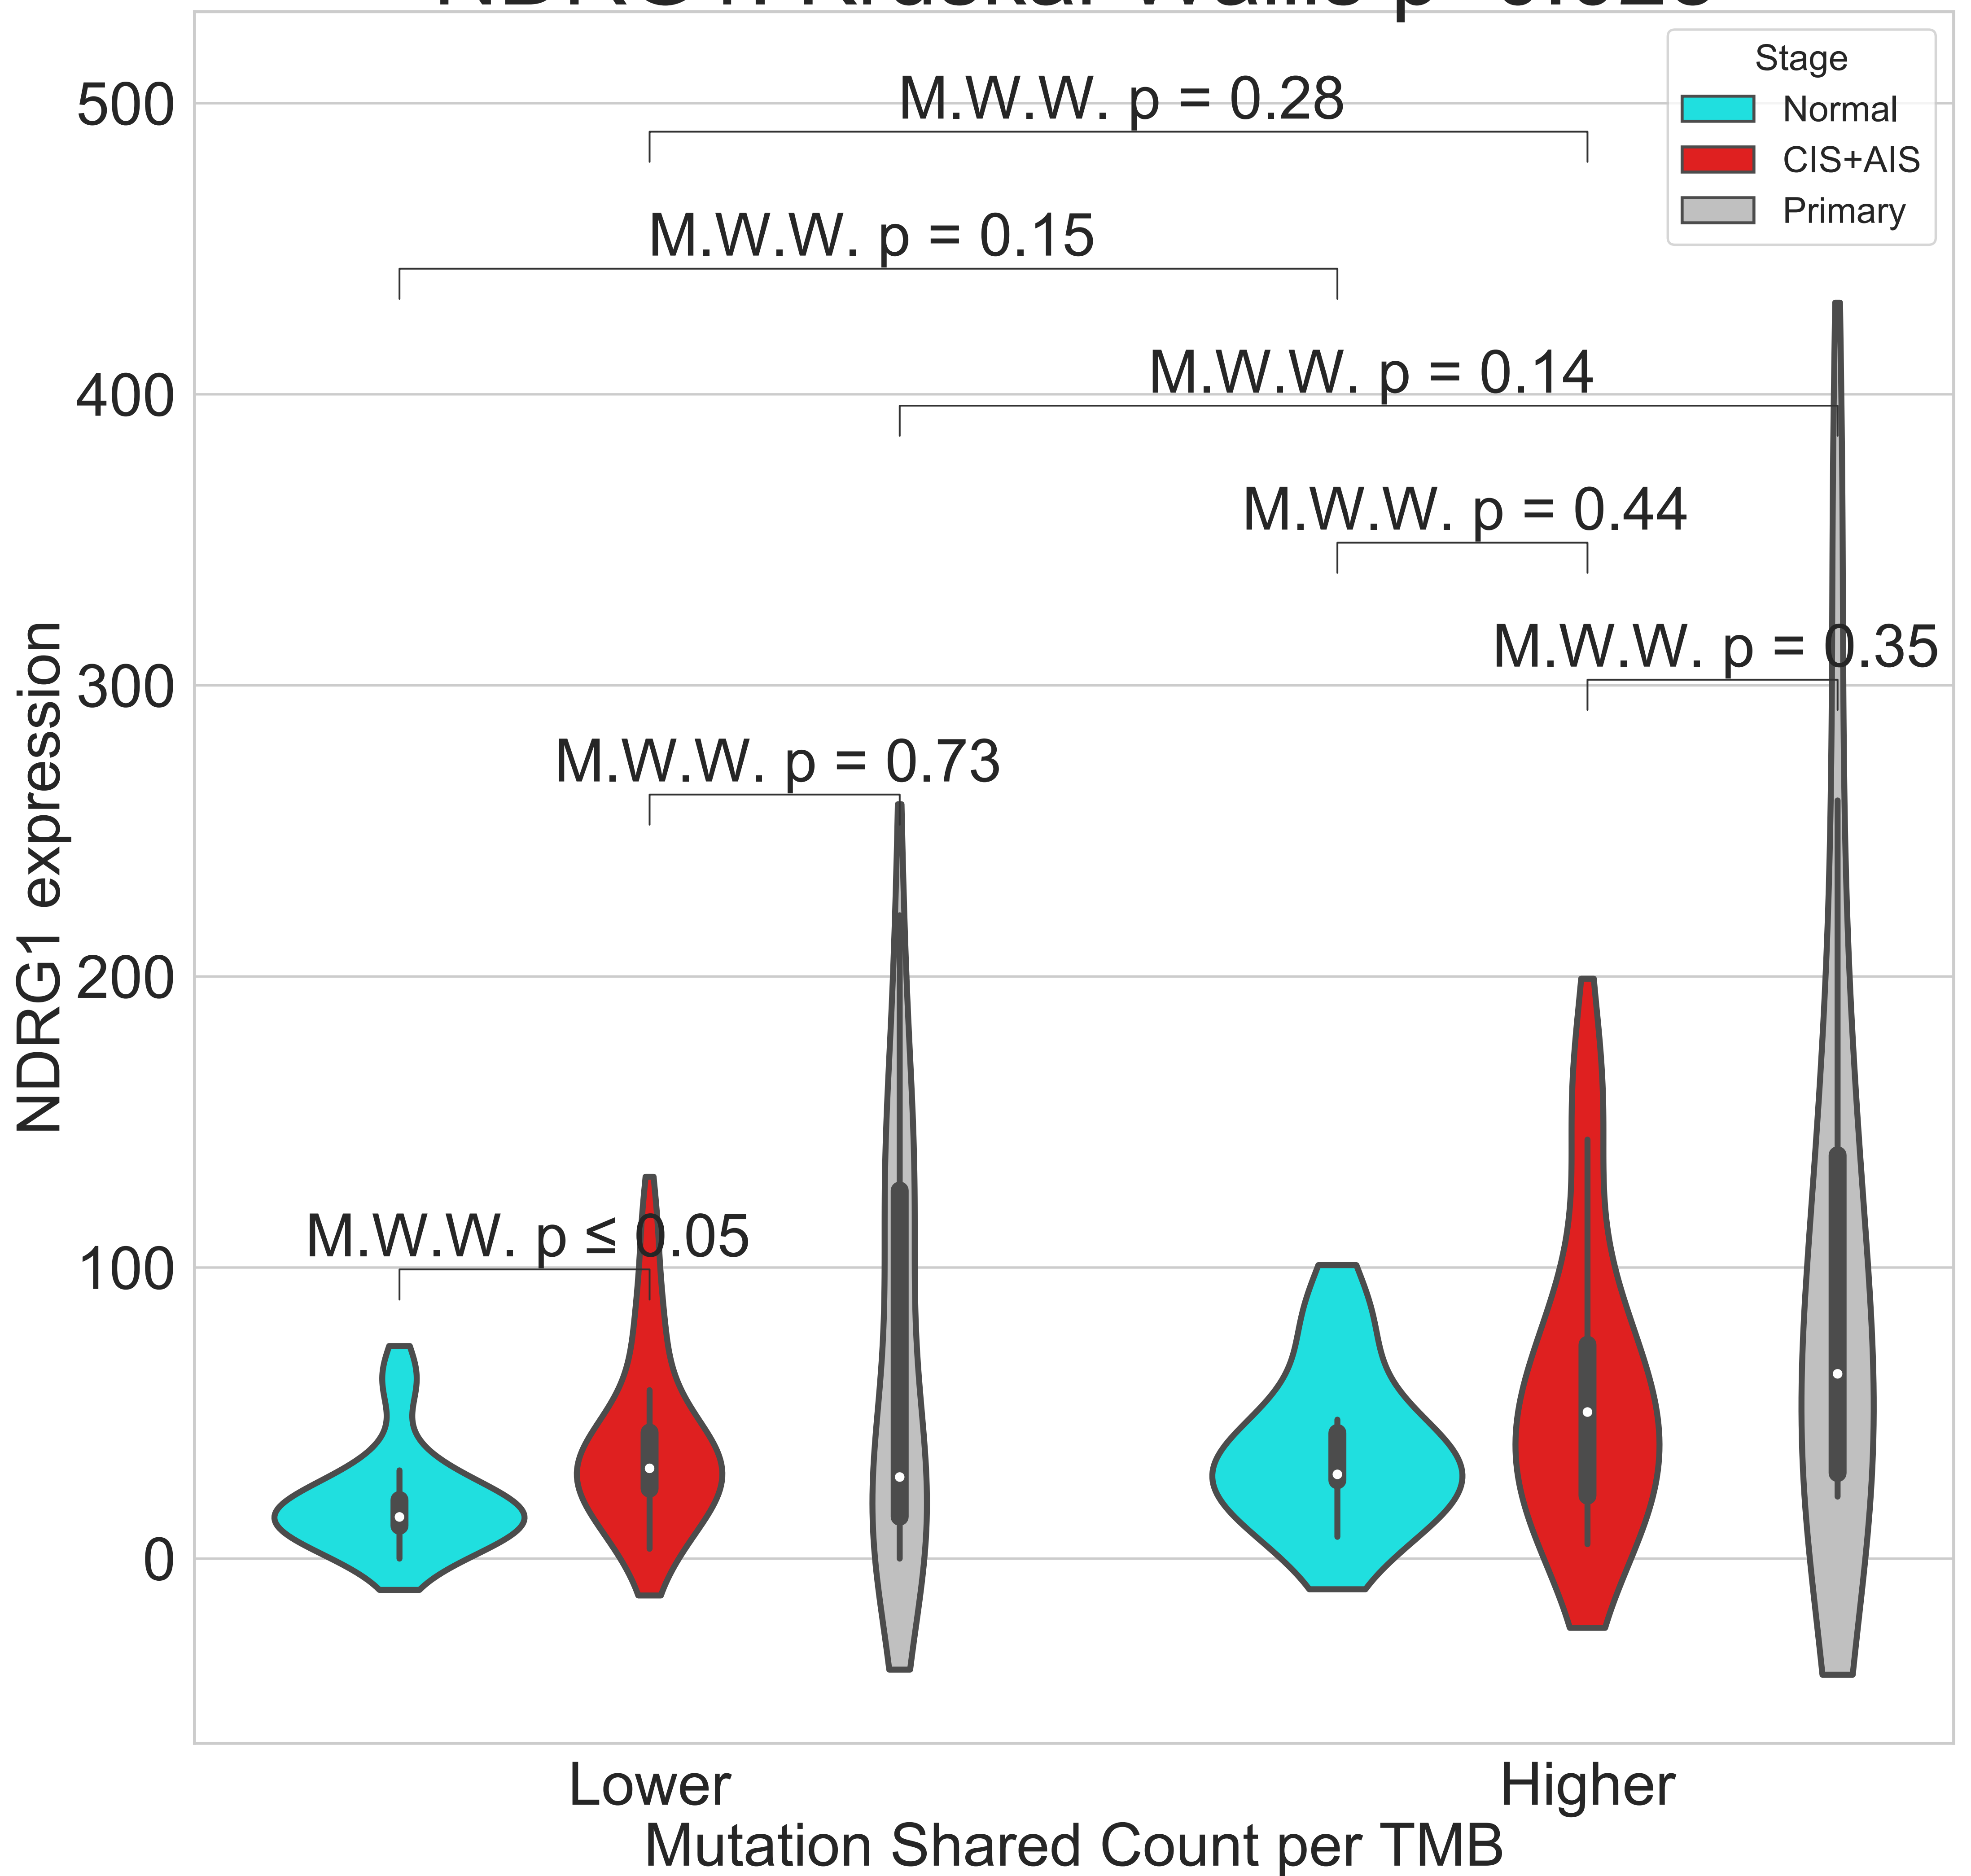 500
400
300
200
100
0
NDRG1 expression
M.W.W. p = 0.28
M.W.W. p = 0.15
M.W.W. p = 0.14
M.W.W. p = 0.44
M.W.W. p = 0.35
M.W.W. p = 0.73
M.W.W. p ≤ 0.05
Stage
Normal
CIS+AIS
Primary
Lower
Higher
Mutation Shared Count per TMB